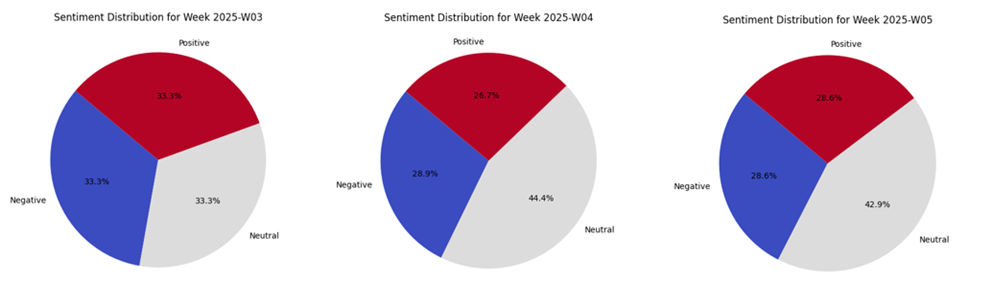 Sentiment Distribution for Week 2025-W03
Positive
33.3%
33.3%
Negative
33.3%
Neutral
Sentiment Distribution for Week 2025-W04
Positive
26.7%
28.9%
Negative
44.4%
Neutral
Sentiment Distribution for Week 2025-W05
Positive
28.6%
28.6%
Negative
42.9%
Neutral